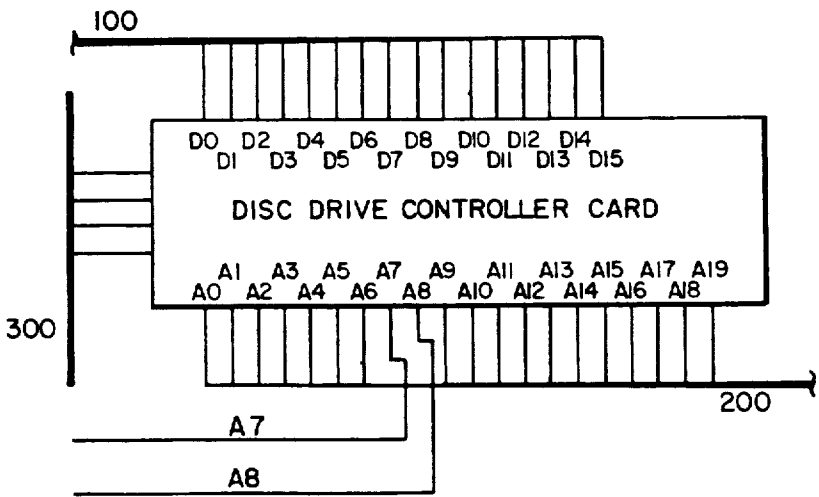 100
D0 D2 D4 D6 D8 D10 D12 D14
D1 D3 D5 D7 D9 D11 D13 D15
DISC DRIVE CONTROLLER CARD
A1 A3 A5 A7 A9 A11 A13 A15 A17 A19
A0 A2 A4 A6 A8 A10 A12 A14 A16 A18
300
200
A7
A8